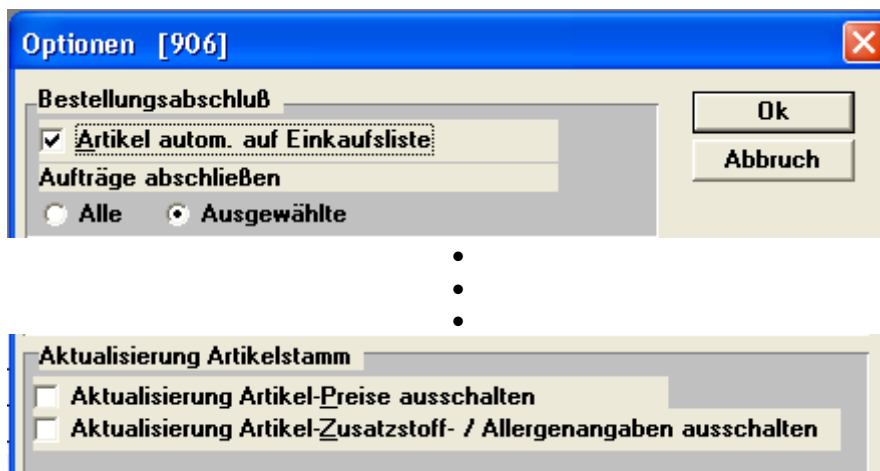 Optionen [906]
Bestellungsabschluß
Ok
Artikel autom. auf Einkaufsliste
Abbruch
Aufträge abschließen
Alle Ausgewählte
Aktualisierung Artikelstamm
Aktualisierung Artikel-Preise ausschalten
Aktualisierung Artikel-Zusatzstoff- / Allergenangaben ausschalten